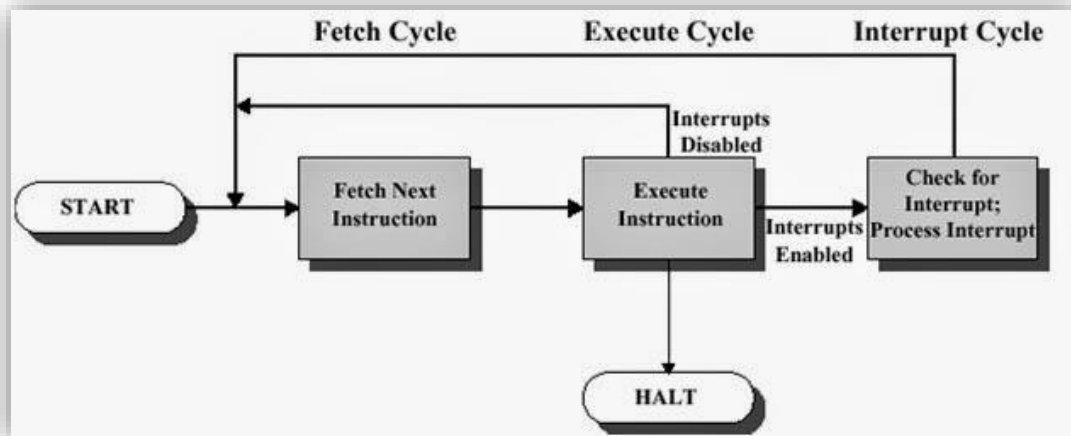 Fetch Cycle
Execute Cycle
Interrupt Cycle
Interrupts
Disabled
START
Fetch Next
Instruction
Execute
Instruction
Interrupts
Enabled
Check for
Interrupt;
Process Interrupt
HALT